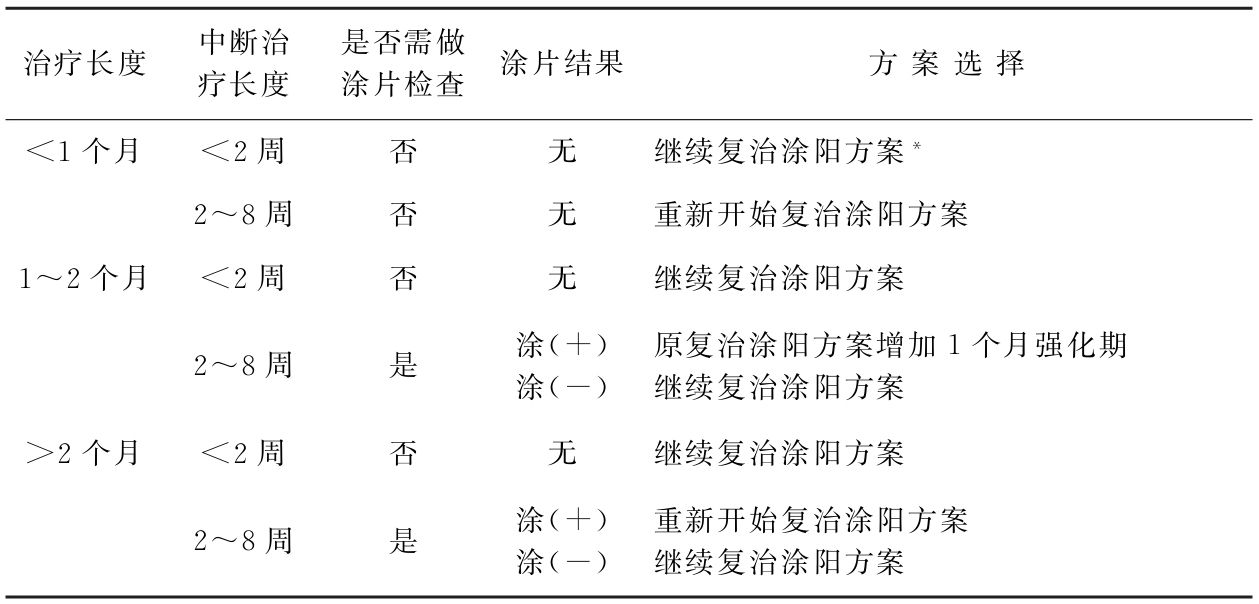 治疗长度 中断治疗长度 是否需做涂片检查 涂片结果 方案选择
<1个月 <2周 否 无 继续复治涂阳方案*
2～8周 否 无 重新开始复治涂阳方案
1～2个月 <2周 否 无 继续复治涂阳方案
2～8周 是 涂(+) 原复治涂阳方案增加1个月强化期
涂(-) 继续复治涂阳方案
>2个月 <2周 否 无 继续复治涂阳方案
2～8周 是 涂(+) 重新开始复治涂阳方案
涂(-) 继续复治涂阳方案